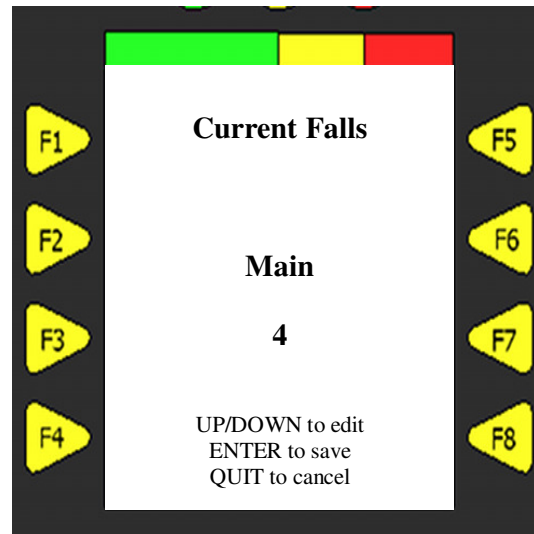 Current Falls
F1
F5
F2
F6
Main
F3
4
F7
UP/DOWN to edit
F4
F8
ENTER to save
QUIT to cancel